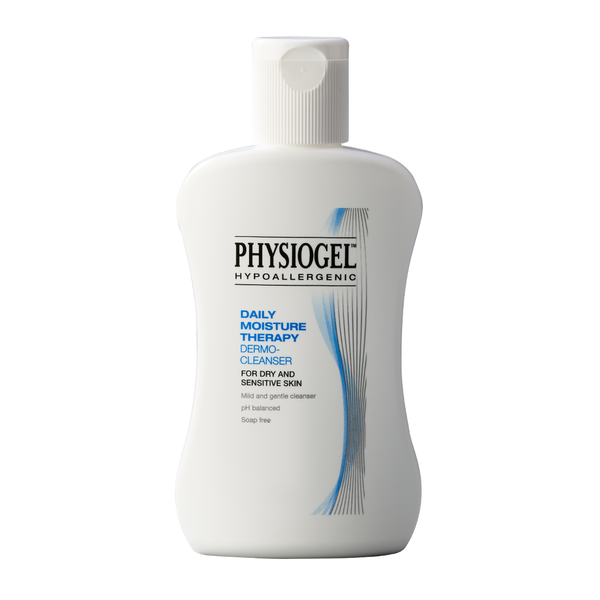 PHYSIOGEL™
HYPOALLERGENIC
DAILY
MOISTURE
THERAPY
DERMO-
CLEANSER
FOR DRY AND
SENSITIVE SKIN
Mild and gentle cleanser
pH balanced
Soap free